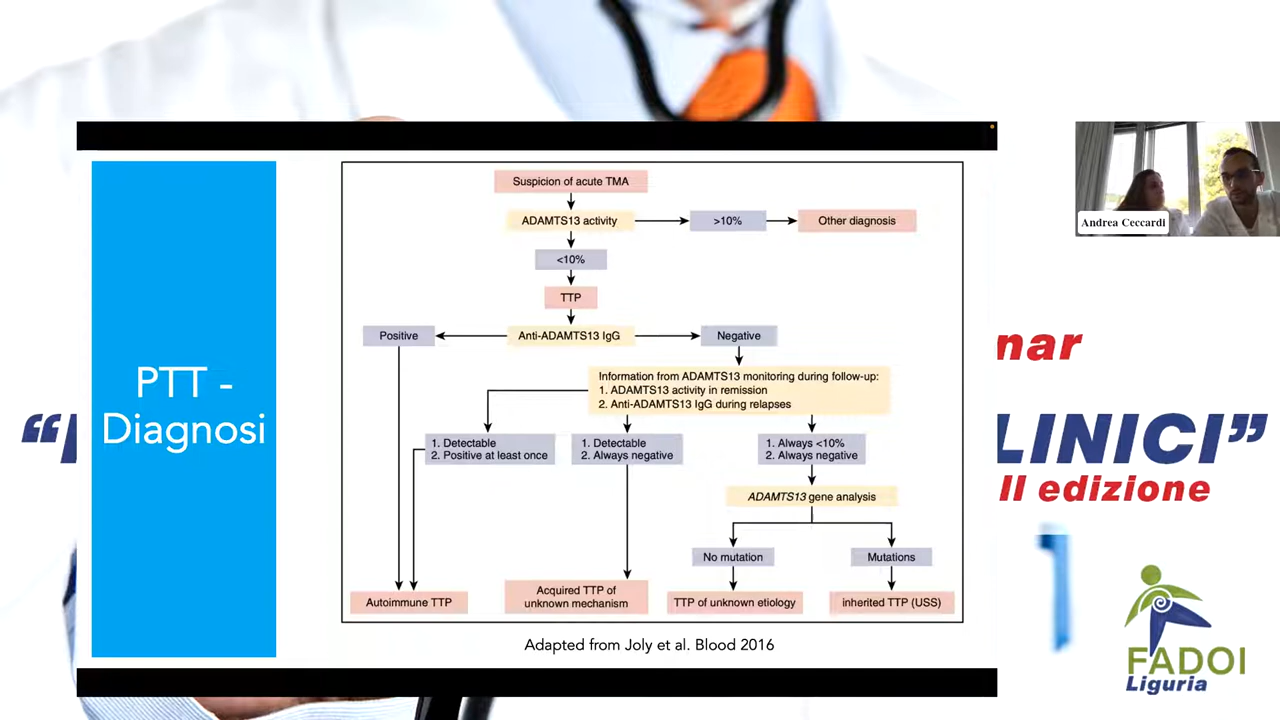 Suspicion of acute TMA
ADAMTS13 activity
>10%
Other diagnosis
<10%
TTP
Positive
Anti-ADAMTS13 IgG
Negative
Information from ADAMTS13 monitoring during follow-up:
1. ADAMTS13 activity in remission
2. Anti-ADAMTS13 IgG during relapses
1. Detectable
2. Positive at least once
1. Detectable
2. Always negative
1. Always <10%
2. Always negative
ADAMTS13 gene analysis
No mutation
Mutations
Autoimmune TTP
Acquired TTP of
unknown mechanism
TTP of unknown etiology
inherited TTP (USS)
Adapted from Joly et al. Blood 2016
PTT -
Diagnosi
Andrea Ceccardi
nar
LINICI”
II edizione
FADOI
Liguria